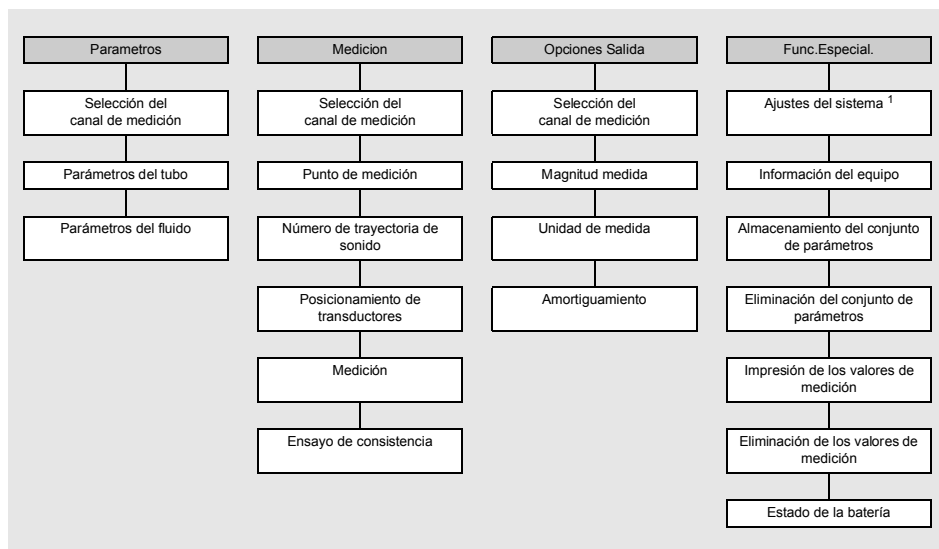 Parametros
Selección del
canal de medición
Parámetros del tubo
Parámetros del fluido
Medicion
Selección del
canal de medición
Punto de medición
Número de trayectoria de
sonido
Posicionamiento de
transductores
Medición
Ensayo de consistencia
Opciones Salida
Selección del
canal de medición
Magnitud medida
Unidad de medida
Amortiguamiento
Func.Especial.
Ajustes del sistema 1
Información del equipo
Almacenamiento del conjunto
de parámetros
Eliminación del conjunto de
parámetros
Impresión de los valores de
medición
Eliminación de los valores de
medición
Estado de la batería